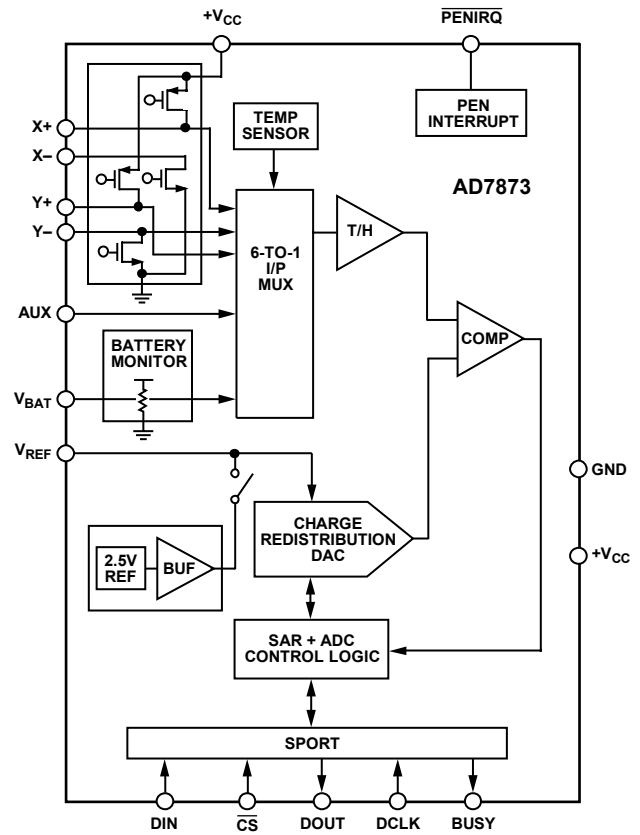 +VCC
PENIRQ
PEN
INTERRUPT
TEMP
SENSOR
X+
X–
Y+
Y–
AD7873
6-TO-1
I/P
MUX
T/H
AUX
BATTERY
MONITOR
COMP
VBAT
VREF
GND
CHARGE
REDISTRIBUTION
DAC
2.5V
REF
BUF
+VCC
SAR + ADC
CONTROL LOGIC
SPORT
DIN
CS
DOUT
DCLK
BUSY